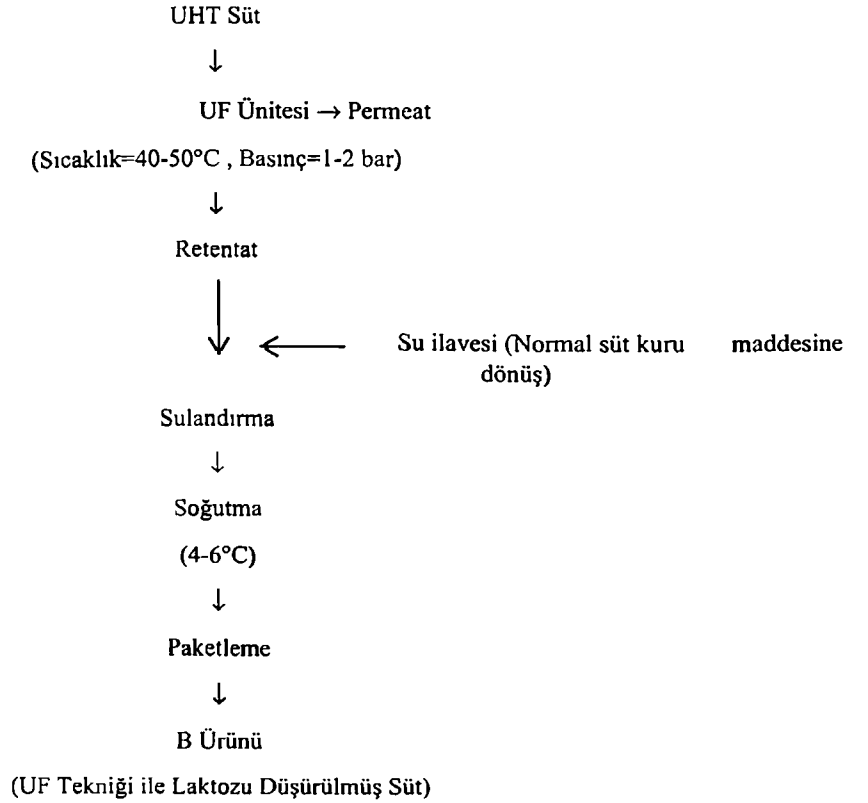 UHT Süt
↓
UF Ünitesi → Permeat
(Sıcaklık=40-50°C , Basınç=1-2 bar)
↓
Retentat
Su ilavesi (Normal süt kuru maddesine
dönüş)
Sulandırma
↓
Soğutma
(4-6°C)
↓
Paketleme
↓
B Ürünü
(UF Tekniği ile Laktozu Düşürülmüş Süt)